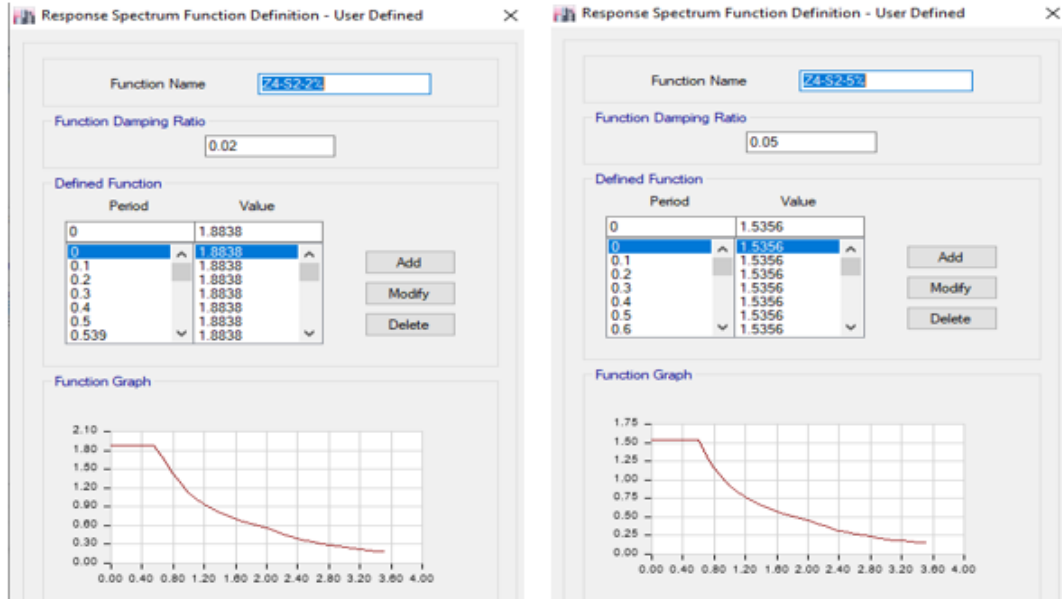 Response Spectrum Function Definition - User Defined
Function Name
Z4-S2-2%
Function Damping Ratio
0.02
Defined Function
Period Value
0 1.8838
0 1.8838
0.1 1.8838
0.2 1.8838
0.3 1.8838
0.4 1.8838
0.5 1.8838
0.539 1.8838
Add
Modify
Delete
Function Graph
2.10
1.80
1.50
1.20
0.90
0.60
0.30
0.00
0.00 0.40 0.80 1.20 1.60 2.00 2.40 2.80 3.20 3.60 4.00
Response Spectrum Function Definition - User Defined
Function Name
Z4-S2-5%
Function Damping Ratio
0.05
Defined Function
Period Value
0 1.5356
0 1.5356
0.1 1.5356
0.2 1.5356
0.3 1.5356
0.4 1.5356
0.5 1.5356
0.6 1.5356
Add
Modify
Delete
Function Graph
1.75
1.50
1.25
1.00
0.75
0.50
0.25
0.00
0.00 0.40 0.80 1.20 1.60 2.00 2.40 2.80 3.20 3.60 4.00